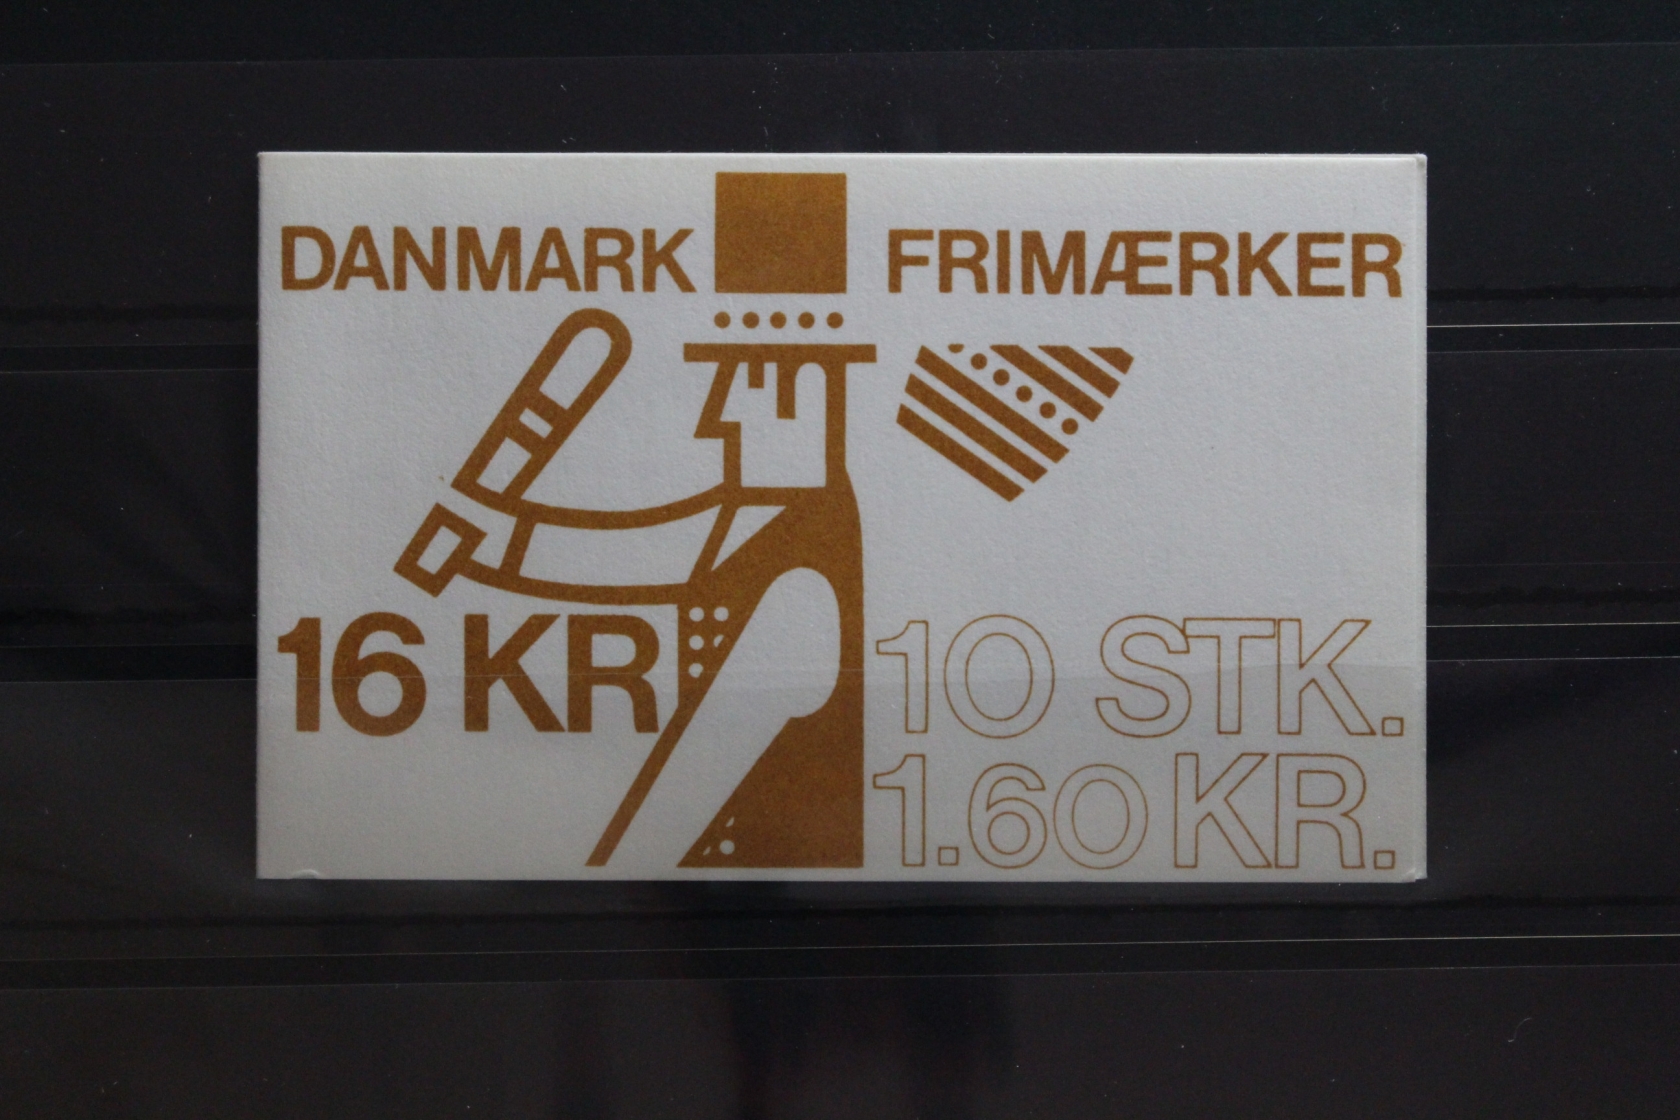 DANMARK FRIMÆRKER
16 KR
10 STK.
1.60 KR.